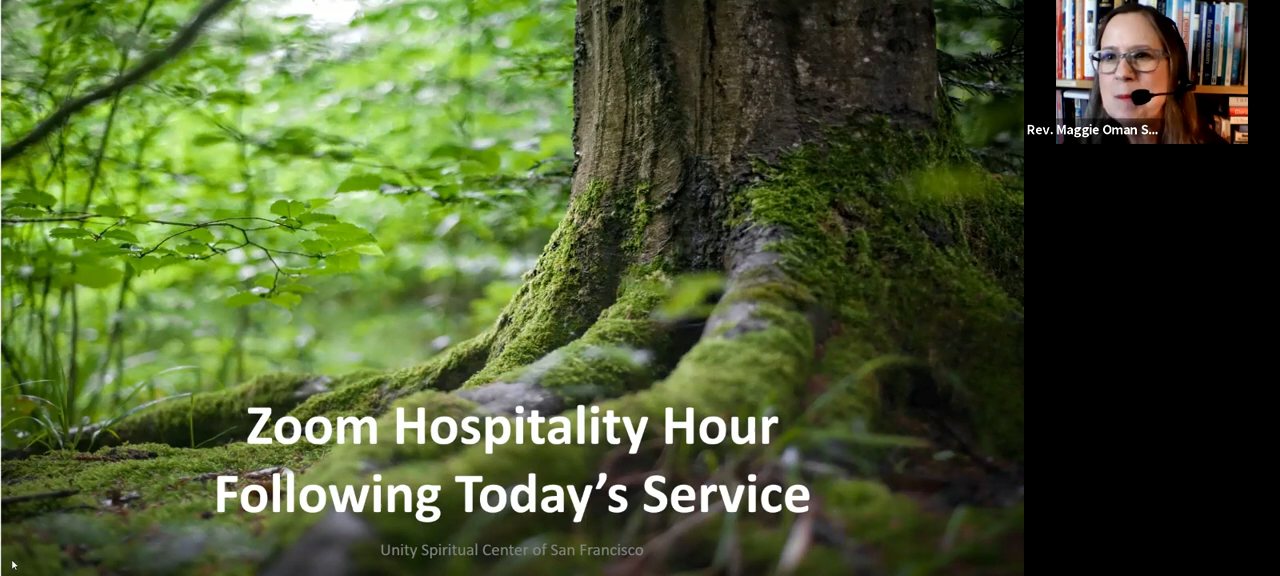 Rev. Maggie Oman S...
Zoom Hospitality Hour
Following Today’s Service
Unity Spiritual Center of San Francisco